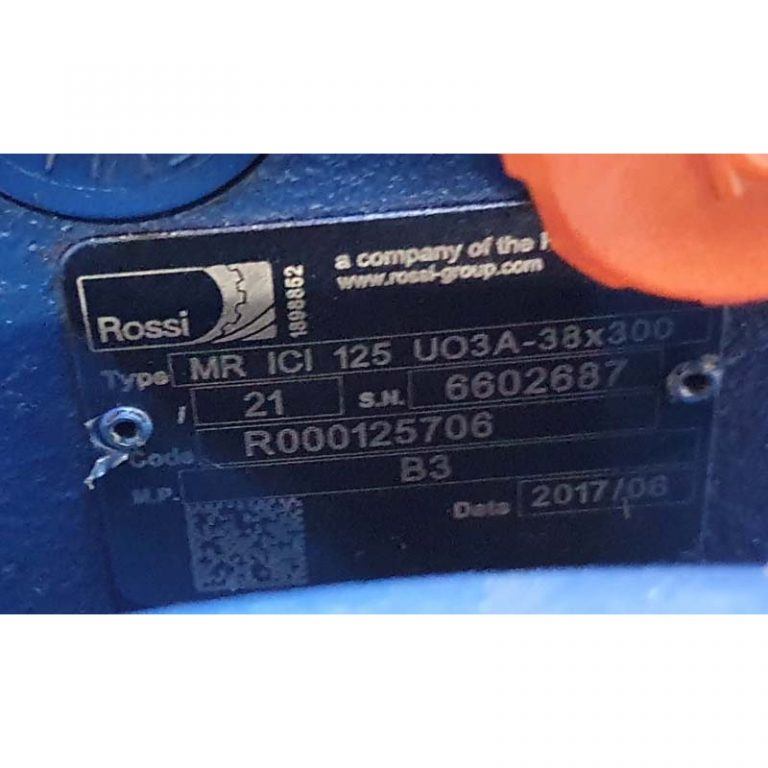 a company of the
www.rossi-group.com
Rossi
1899852
Type MR ICI 125 UO3A-38x300
i 21 S.N. 6602687
Code R000125706
M.P. B3
Date 2017/06